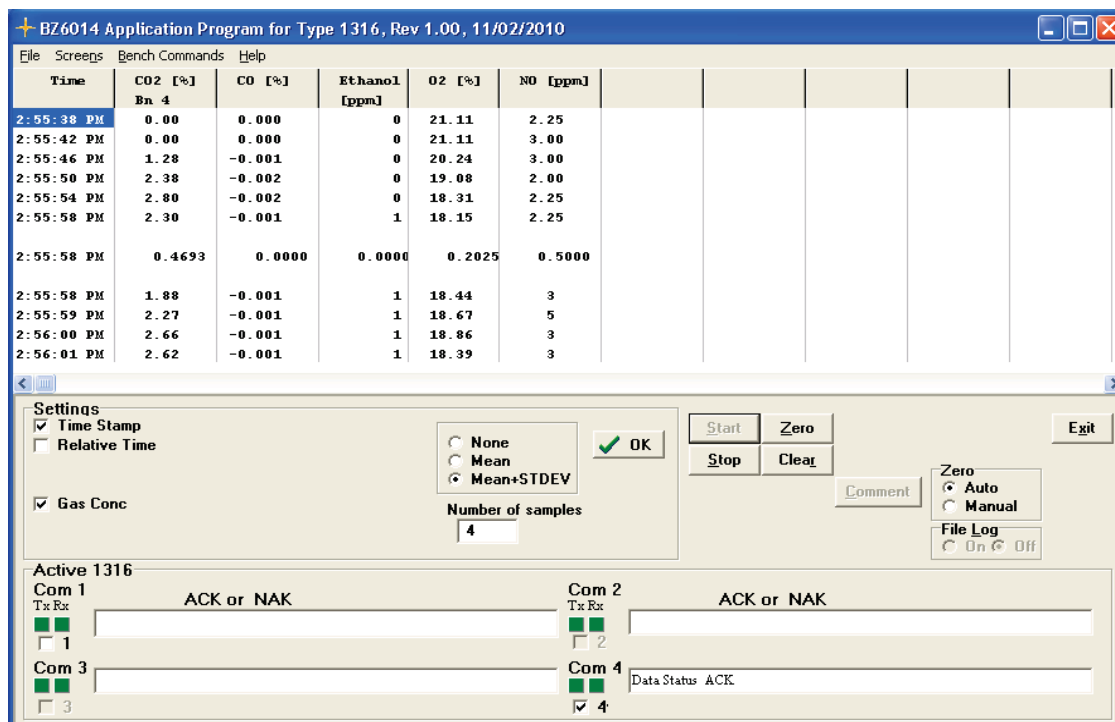 BZ6014 Application Program for Type 1316, Rev 1.00, 11/02/2010
File Screens Bench Commands Help
Time CO2 [%] CO [%] Ethanol O2 [%] NO [ppm]
Bn 4 [ppm]
2:55:38 PM 0.00 0.000 0 21.11 2.25
2:55:42 PM 0.00 0.000 0 21.11 3.00
2:55:46 PM 1.28 -0.001 0 20.24 3.00
2:55:50 PM 2.38 -0.002 0 19.08 2.00
2:55:54 PM 2.80 -0.002 0 18.31 2.25
2:55:58 PM 2.30 -0.001 1 18.15 2.25
2:55:58 PM 0.4693 0.0000 0.0000 0.2025 0.5000
2:55:58 PM 1.88 -0.001 1 18.44 3
2:55:59 PM 2.27 -0.001 1 18.67 5
2:56:00 PM 2.66 -0.001 1 18.86 3
2:56:01 PM 2.62 -0.001 1 18.39 3
Settings
Time Stamp
Relative Time
Gas Conc
None
Mean
Mean+STDEV
OK
Number of samples
4
Start Zero
Stop Clear
Comment
Exit
Zero
Auto
Manual
File Log
On Off
Active 1316
Com 1 ACK or NAK
Tx Rx
1
Com 2 ACK or NAK
Tx Rx
2
Com 3
3
Com 4 Data Status ACK
4